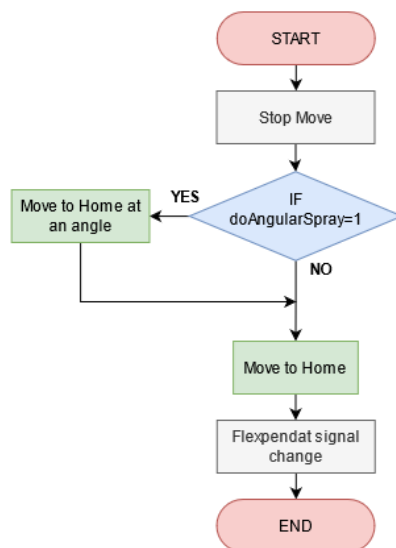 START
Stop Move
IF
doAngularSpray=1
YES
Move to Home at
an angle
NO
Move to Home
Flexpendat signal
change
END